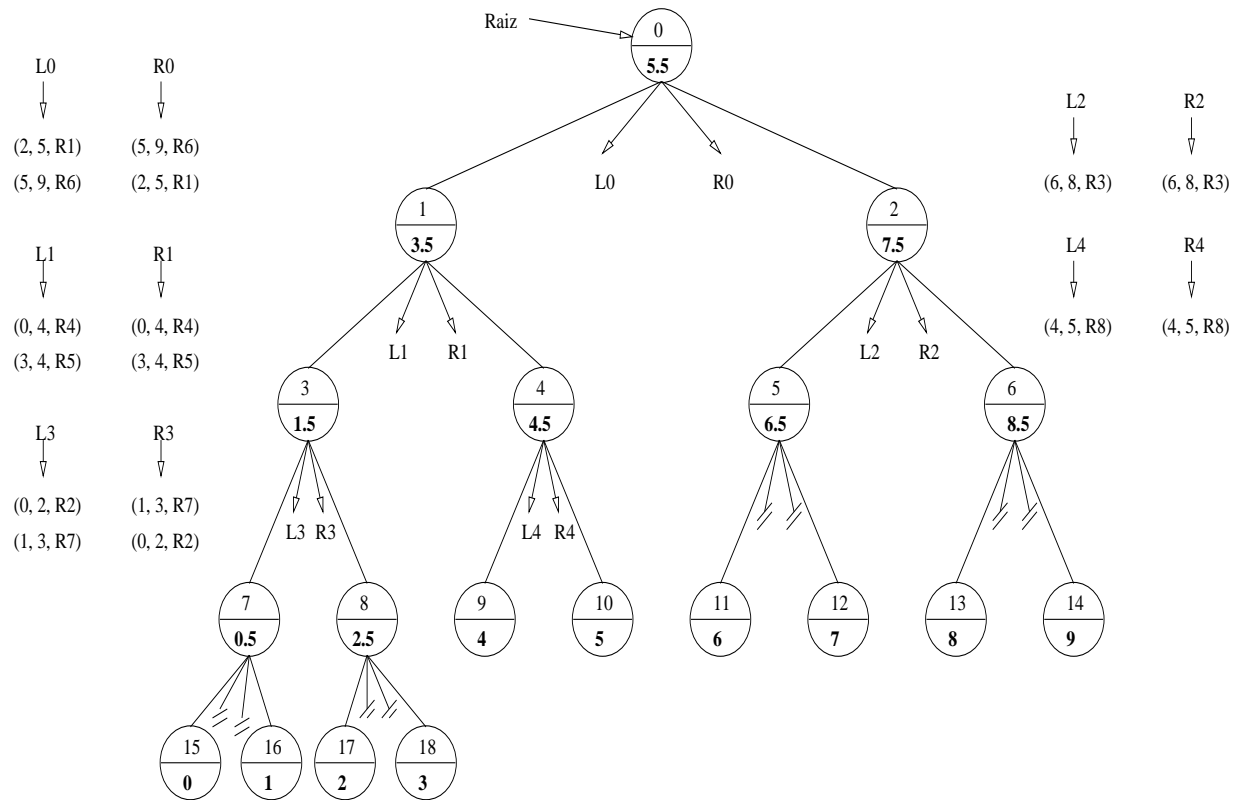 Raiz
0
5.5
L0 R0
(2, 5, R1) (5, 9, R6)
(5, 9, R6) (2, 5, R1)
L2 R2
(6, 8, R3) (6, 8, R3)
L0 R0
1
3.5
2
7.5
L1 R1
(0, 4, R4) (0, 4, R4)
(3, 4, R5) (3, 4, R5)
L4 R4
(4, 5, R8) (4, 5, R8)
L1 R1
L2 R2
3
1.5
4
4.5
5
6.5
6
8.5
L3 R3
(0, 2, R2) (1, 3, R7)
(1, 3, R7) (0, 2, R2)
L3 R3
L4 R4
7
0.5
8
2.5
9
4
10
5
11
6
12
7
13
8
14
9
15
0
16
1
17
2
18
3